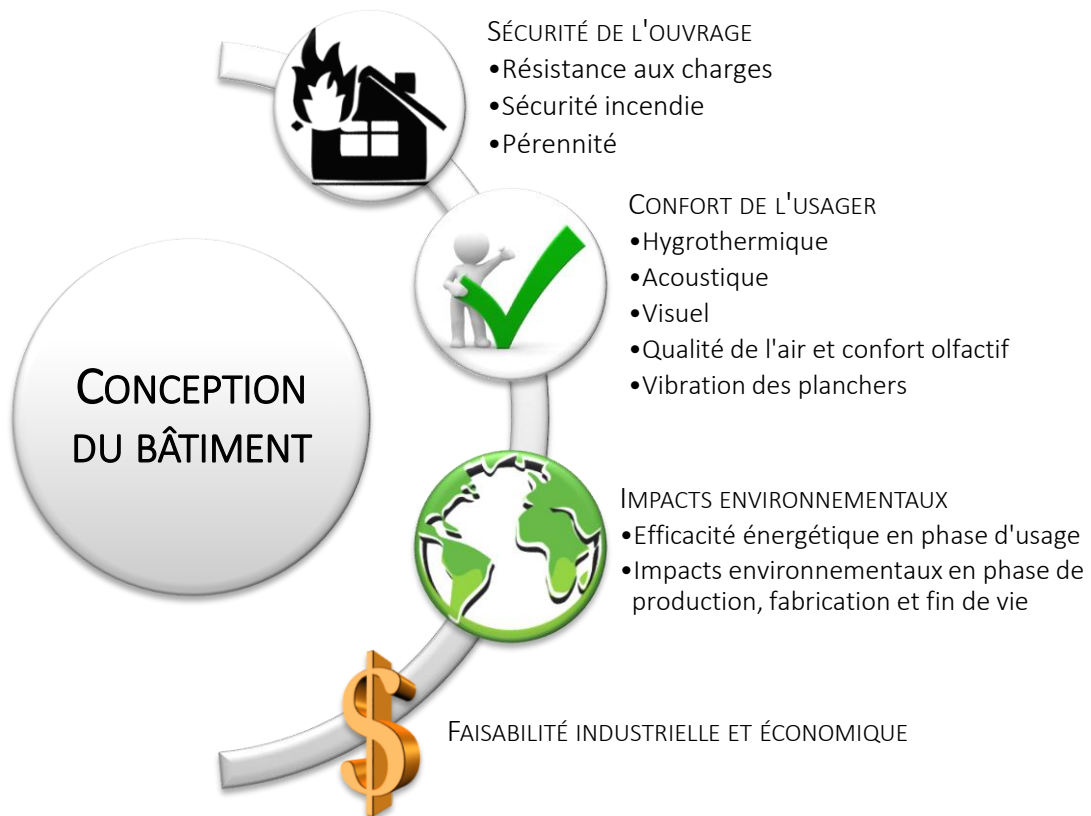 SÉCURITÉ DE L'OUVRAGE
•Résistance aux charges
•Sécurité incendie
•Pérennité
CONFORT DE L'USAGER
•Hygrothermique
•Acoustique
•Visuel
•Qualité de l'air et confort olfactif
•Vibration des planchers
CONCEPTION
DU BÂTIMENT
IMPACTS ENVIRONNEMENTAUX
•Efficacité énergétique en phase d'usage
•Impacts environnementaux en phase de
production, fabrication et fin de vie
$
FAISABILITÉ INDUSTRIELLE ET ÉCONOMIQUE